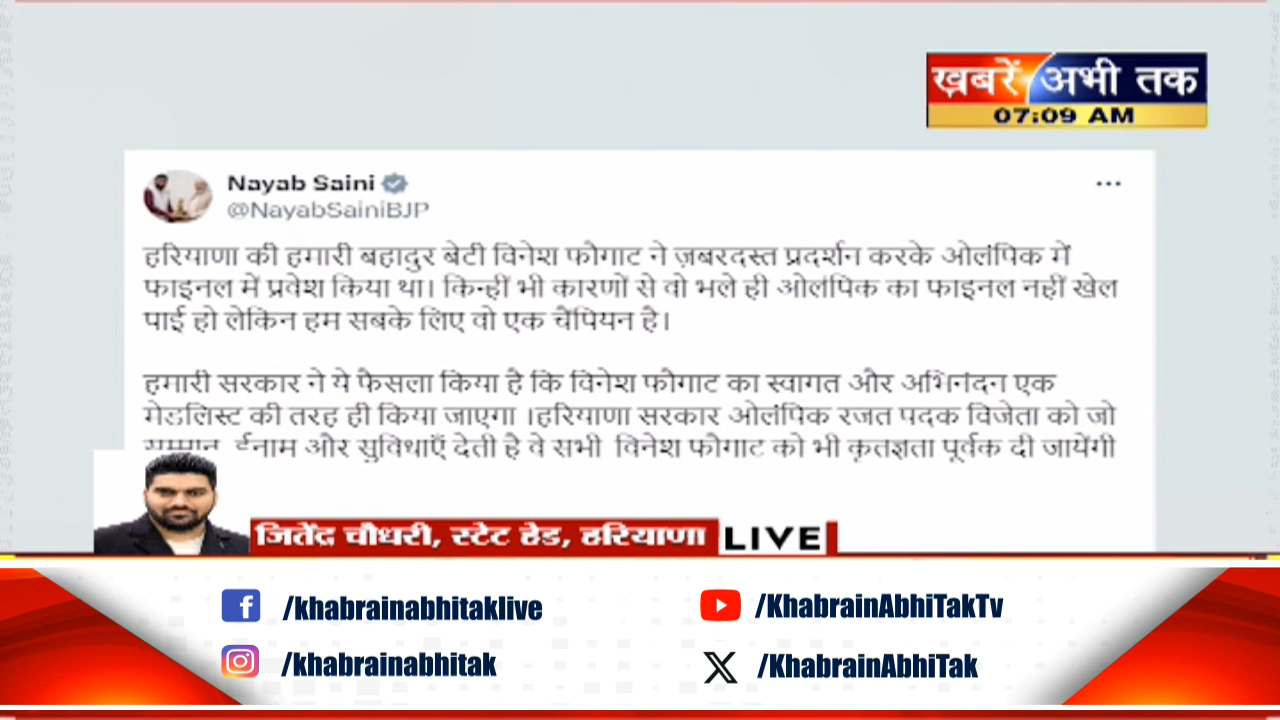 ख़बरें अभी तक
07:09 AM
Nayab Saini
@NayabSainiBJP
हरियाणा की हमारी बहादुर बेटी विनेश फौगाट ने ज़बरदस्त प्रदर्शन करके ओलंपिक में
फाइनल में प्रवेश किया था। किन्हीं भी कारणों से वो भले ही ओलंपिक का फाइनल नहीं खेल
पाई हो लेकिन हम सबके लिए वो एक चैंपियन है।
हमारी सरकार ने ये फैसला किया है कि विनेश फौगाट का स्वागत और अभिनंदन एक
मेडलिस्ट की तरह ही किया जाएगा ।हरियाणा सरकार ओलंपिक रजत पदक विजेता को जो
सम्मान, ईनाम और सुविधाएँ देती है वे सभी विनेश फौगाट को भी कृतज्ञता पूर्वक दी जायेंगी
जितेंद्र चौधरी, स्टेट हेड, हरियाणा LIVE
/khabrainabhitaklive
/KhabrainAbhiTakTv
/khabrainabhitak
/KhabrainAbhiTak